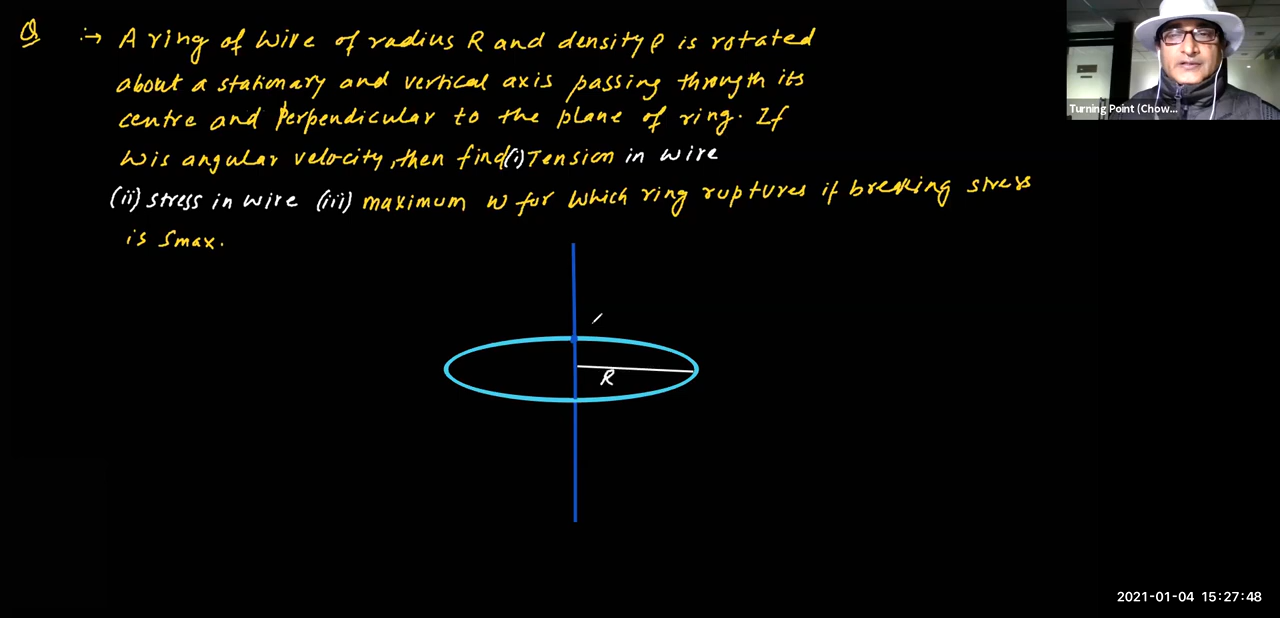 Q :→ A ring of wire of radius R and density ρ is rotated
about a stationary and vertical axis passing through its
centre and Perpendicular to the plane of ring. If
W is angular velocity, then find (i) Tension in wire
(ii) stress in wire (iii) maximum w for which ring ruptures if breaking stress
is Smax.
R
Turning Point (Chow...
2021-01-04 15:27:48